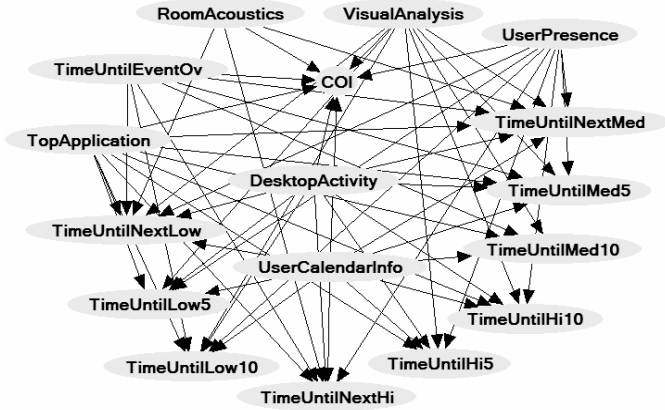 RoomAcoustics
VisualAnalysis
UserPresence
TimeUntilEventOv
COI
TopApplication
TimeUntilNextMed
DesktopActivity
TimeUntilMed5
TimeUntilNextLow
TimeUntilMed10
UserCalendarInfo
TimeUntilLow5
TimeUntilHi10
TimeUntilLow10
TimeUntilHi5
TimeUntilNextHi